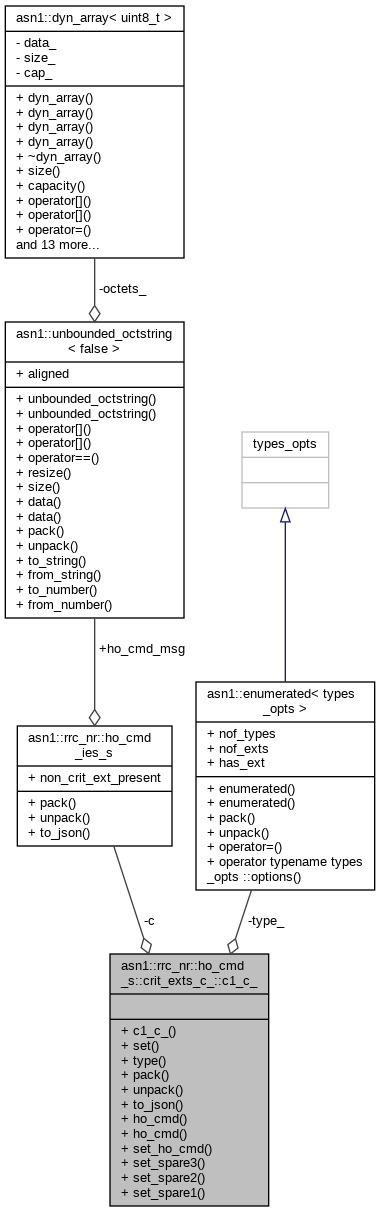 asn1::dyn_array< uint8_t >
- data_
- size_
- cap_
+ dyn_array()
+ dyn_array()
+ dyn_array()
+ dyn_array()
+ ~dyn_array()
+ size()
+ capacity()
+ operator[]()
+ operator[]()
+ operator=()
and 13 more...
-octets_
asn1::unbounded_octstring
< false >
+ aligned
+ unbounded_octstring()
+ unbounded_octstring()
+ operator[]()
+ operator[]()
+ operator==()
+ resize()
+ size()
+ data()
+ data()
+ pack()
+ unpack()
+ to_string()
+ from_string()
+ to_number()
+ from_number()
types_opts
+ho_cmd_msg
asn1::rrc_nr::ho_cmd
_ies_s
+ non_crit_ext_present
+ pack()
+ unpack()
+ to_json()
asn1::enumerated< types
_opts >
+ nof_types
+ nof_exts
+ has_ext
+ enumerated()
+ enumerated()
+ pack()
+ unpack()
+ operator=()
+ operator typename types
_opts ::options()
-c
-type_
asn1::rrc_nr::ho_cmd
_s::crit_exts_c_::c1_c_
+ c1_c_()
+ set()
+ type()
+ pack()
+ unpack()
+ to_json()
+ ho_cmd()
+ ho_cmd()
+ set_ho_cmd()
+ set_spare3()
+ set_spare2()
+ set_spare1()